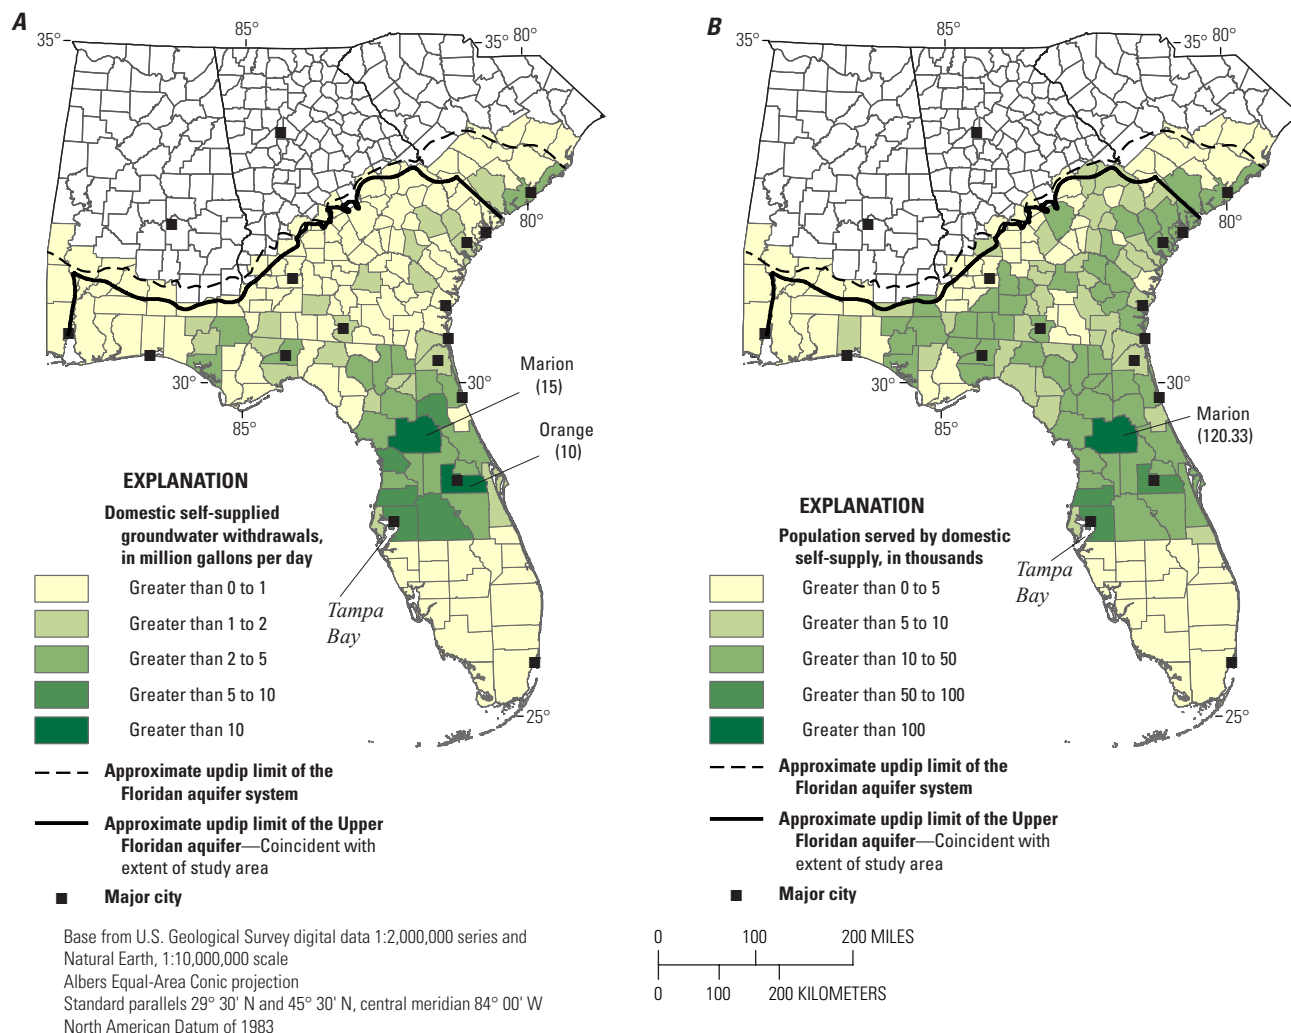 A
35°
85°
35°
80°
80°
30°
85°
30°
25°
Marion
(15)
Orange
(10)
Tampa
Bay
EXPLANATION
Domestic self-supplied
groundwater withdrawals,
in million gallons per day
Greater than 0 to 1
Greater than 1 to 2
Greater than 2 to 5
Greater than 5 to 10
Greater than 10
Approximate updip limit of the
Floridan aquifer system
Approximate updip limit of the Upper
Floridan aquifer—Coincident with
extent of study area
Major city
Base from U.S. Geological Survey digital data 1:2,000,000 series and
Natural Earth, 1:10,000,000 scale
Albers Equal-Area Conic projection
Standard parallels 29° 30' N and 45° 30' N, central meridian 84° 00' W
North American Datum of 1983
B
35°
85°
35°
80°
80°
30°
85°
30°
25°
Marion
(120.33)
Tampa
Bay
EXPLANATION
Population served by domestic
self-supply, in thousands
Greater than 0 to 5
Greater than 5 to 10
Greater than 10 to 50
Greater than 50 to 100
Greater than 100
Approximate updip limit of the
Floridan aquifer system
Approximate updip limit of the Upper
Floridan aquifer—Coincident with
extent of study area
Major city
0 100 200 MILES
0 100 200 KILOMETERS